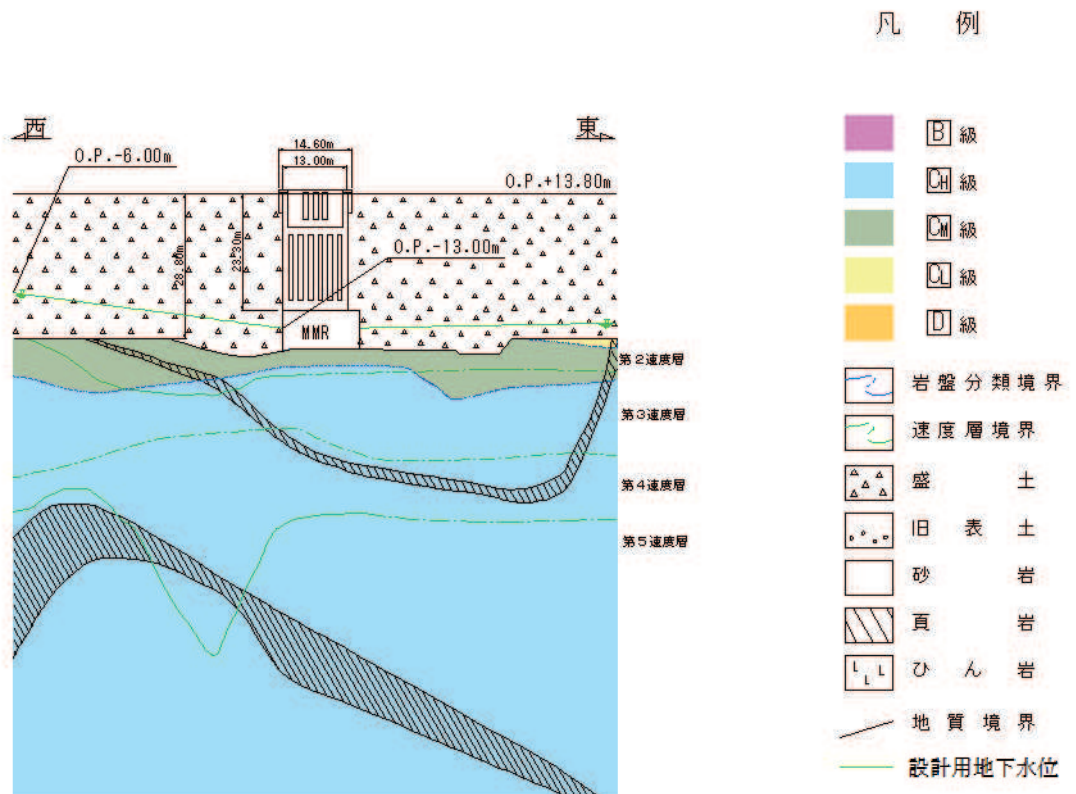 凡 例
西
東
14.60m
13.00m
O.P.-6.00m
O.P.+13.80m
O.P.-13.00m
28.80m
23.30m
MMR
第2速度層
第3速度層
第4速度層
第5速度層
B 級
CH 級
CM 級
CL 級
D 級
岩盤分類境界
速度層境界
盛土
旧表土
砂岩
頁岩
ひん岩
地質境界
設計用地下水位